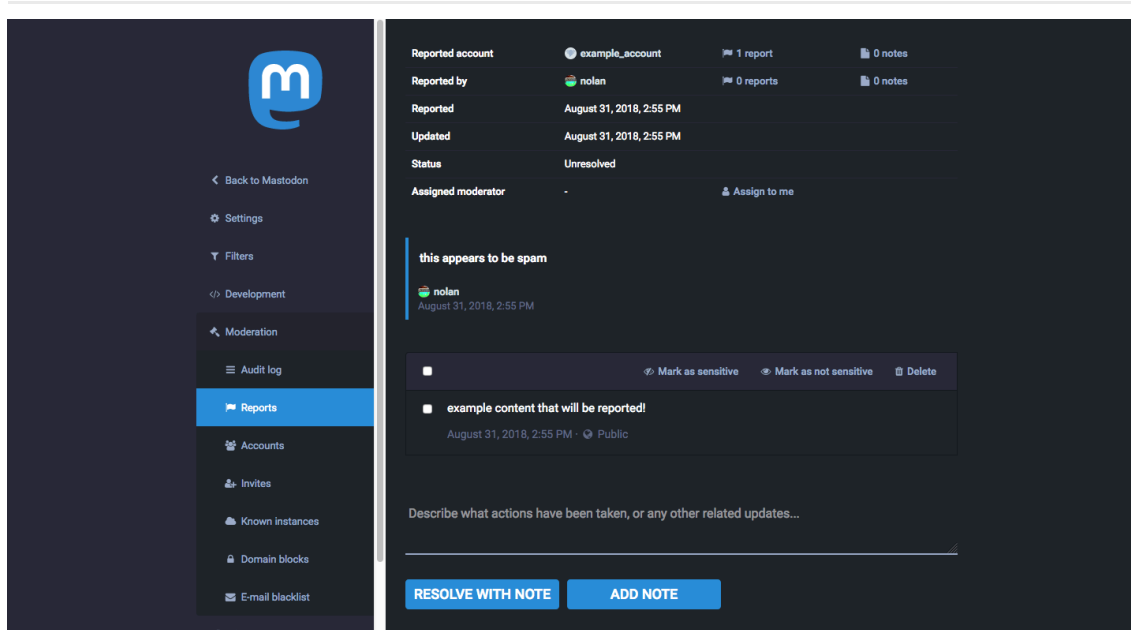 Back to Mastodon
Settings
Filters
Development
Moderation
Audit log
Reports
Accounts
Invites
Known instances
Domain blocks
E-mail blacklist
Reported account example_account 1 report 0 notes
Reported by nolan 0 reports 0 notes
Reported August 31, 2018, 2:55 PM
Updated August 31, 2018, 2:55 PM
Status Unresolved
Assigned moderator - Assign to me
this appears to be spam
nolan
August 31, 2018, 2:55 PM
Mark as sensitive Mark as not sensitive Delete
example content that will be reported!
August 31, 2018, 2:55 PM · Public
Describe what actions have been taken, or any other related updates...
RESOLVE WITH NOTE ADD NOTE